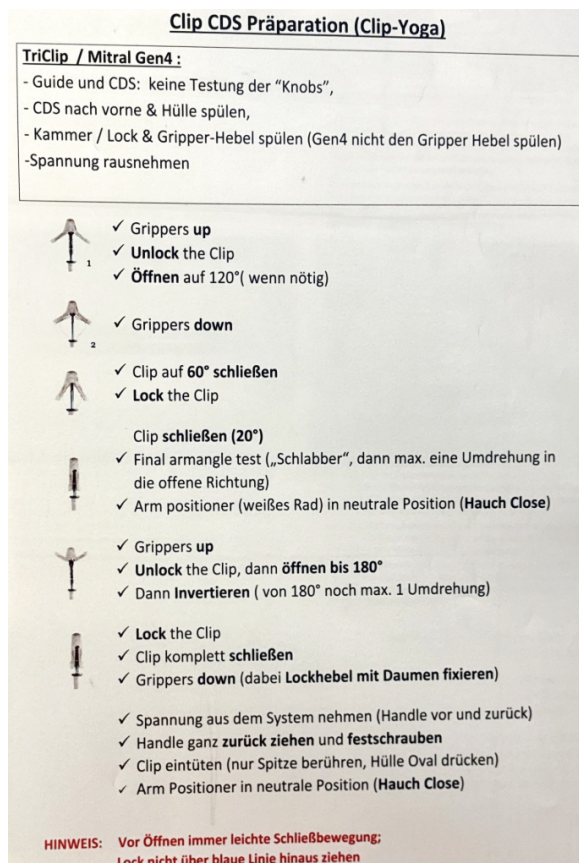 Clip CDS Präparation (Clip-Yoga)
TriClip / Mitral Gen4 :
- Guide und CDS: keine Testung der “Knobs”,
- CDS nach vorne & Hülle spülen,
- Kammer / Lock & Gripper-Hebel spülen (Gen4 nicht den Gripper Hebel spülen)
-Spannung rausnehmen
✓ Grippers up
1
✓ Unlock the Clip
✓ Öffnen auf 120°( wenn nötig)
✓ Grippers down
2
✓ Clip auf 60° schließen
✓ Lock the Clip
Clip schließen (20°)
✓ Final armangle test („Schlabber“, dann max. eine Umdrehung in
die offene Richtung)
✓ Arm positioner (weißes Rad) in neutrale Position (Hauch Close)
✓ Grippers up
✓ Unlock the Clip, dann öffnen bis 180°
✓ Dann Invertieren ( von 180° noch max. 1 Umdrehung)
✓ Lock the Clip
✓ Clip komplett schließen
✓ Grippers down (dabei Lockhebel mit Daumen fixieren)
✓ Spannung aus dem System nehmen (Handle vor und zurück)
✓ Handle ganz zurück ziehen und festschrauben
✓ Clip eintüten (nur Spitze berühren, Hülle Oval drücken)
✓ Arm Positioner in neutrale Position (Hauch Close)
HINWEIS: Vor Öffnen immer leichte Schließbewegung;
Lock nicht über blaue Linie hinaus ziehen